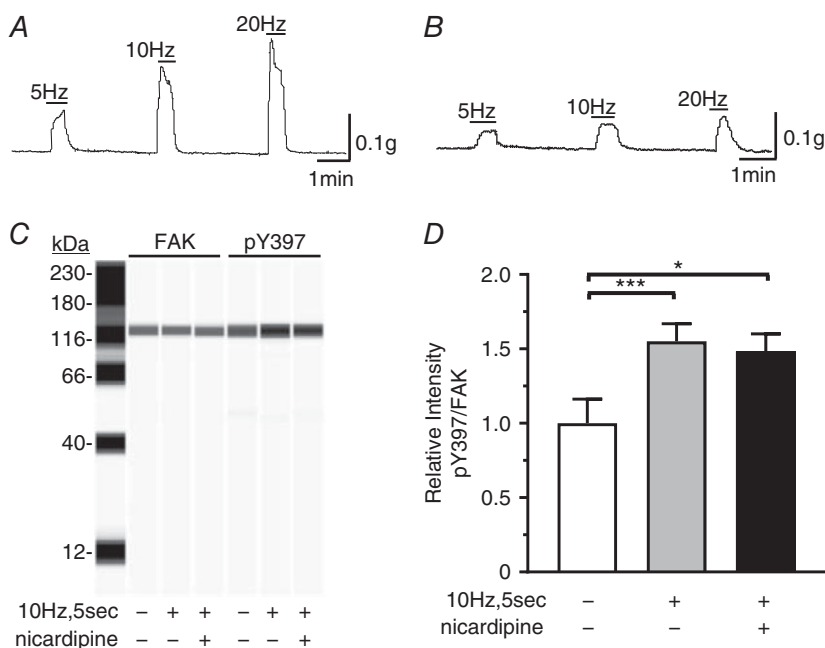 A
5Hz
10Hz
20Hz
0.1g
1min
B
5Hz
10Hz
20Hz
0.1g
1min
C
kDa
FAK
pY397
230-
180-
116-
66-
40-
12-
10Hz,5sec – + + – + +
nicardipine – – + – – +
D
*
***
2.0
1.5
1.0
0.5
0
Relative Intensity
pY397/FAK
10Hz,5sec – + +
nicardipine – – +